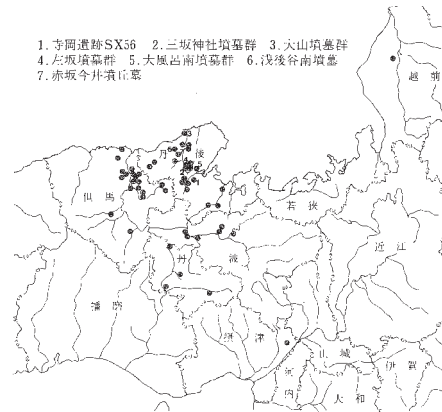 1. 寺岡遺跡SX56 2. 三坂神社墳墓群 3. 大山墳墓群
4. 左坂墳墓群 5. 大風呂南墳墓群 6. 浅後谷南墳墓
7. 赤坂今井墳丘墓
越 前
丹 後
但 馬
若 狭
丹 波
近 江
播 磨
摂 津
山 城
伊 賀
河 内
大 和